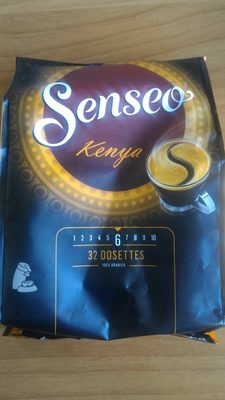 Senseo
Kenya
1 2 3 4 5 6 7 8 9 10
32 DOSETTES
100% ARABICA